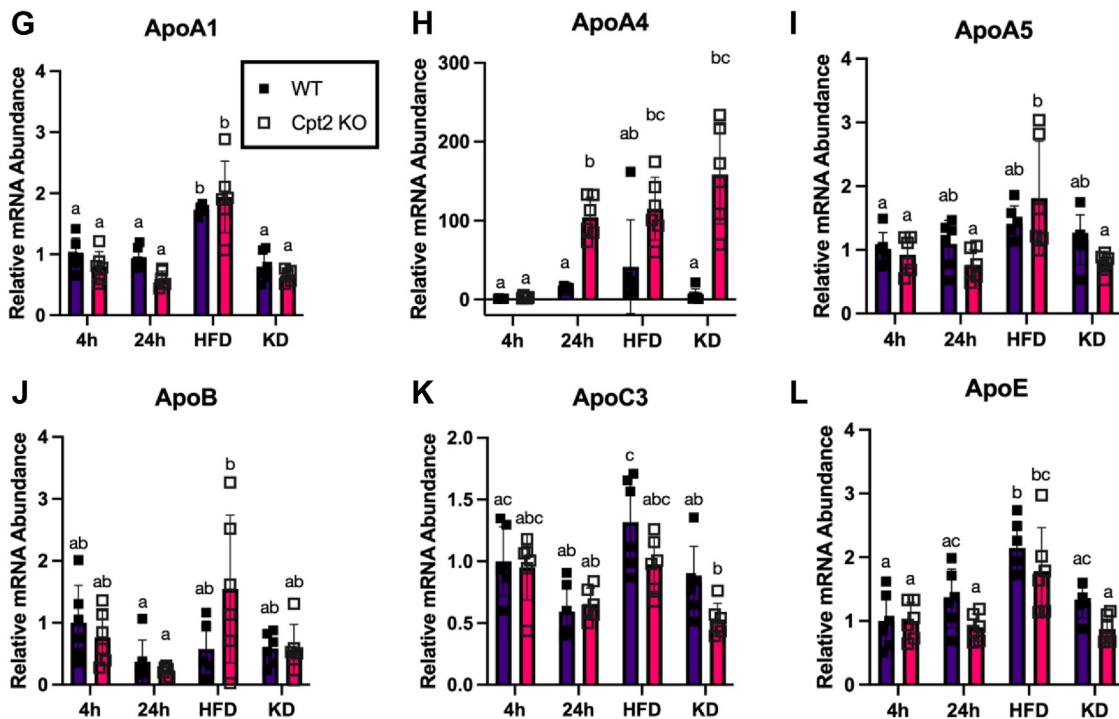 G
ApoA1
Relative mRNA Abundance
4
3
2
1
0
WT
Cpt2 KO
a a a a b b a a
4h 24h HFD KD
H
ApoA4
Relative mRNA Abundance
300
200
100
0
a a a b ab bc a bc
4h 24h HFD KD
I
ApoA5
Relative mRNA Abundance
4
3
2
1
0
a a ab a ab b ab a
4h 24h HFD KD
J
ApoB
Relative mRNA Abundance
4
3
2
1
0
ab ab a a ab b ab ab
4h 24h HFD KD
K
ApoC3
Relative mRNA Abundance
2.0
1.5
1.0
0.5
0.0
ac abc ab ab c abc ab b
4h 24h HFD KD
L
ApoE
Relative mRNA Abundance
4
3
2
1
0
a a ac a b bc ac a
4h 24h HFD KD